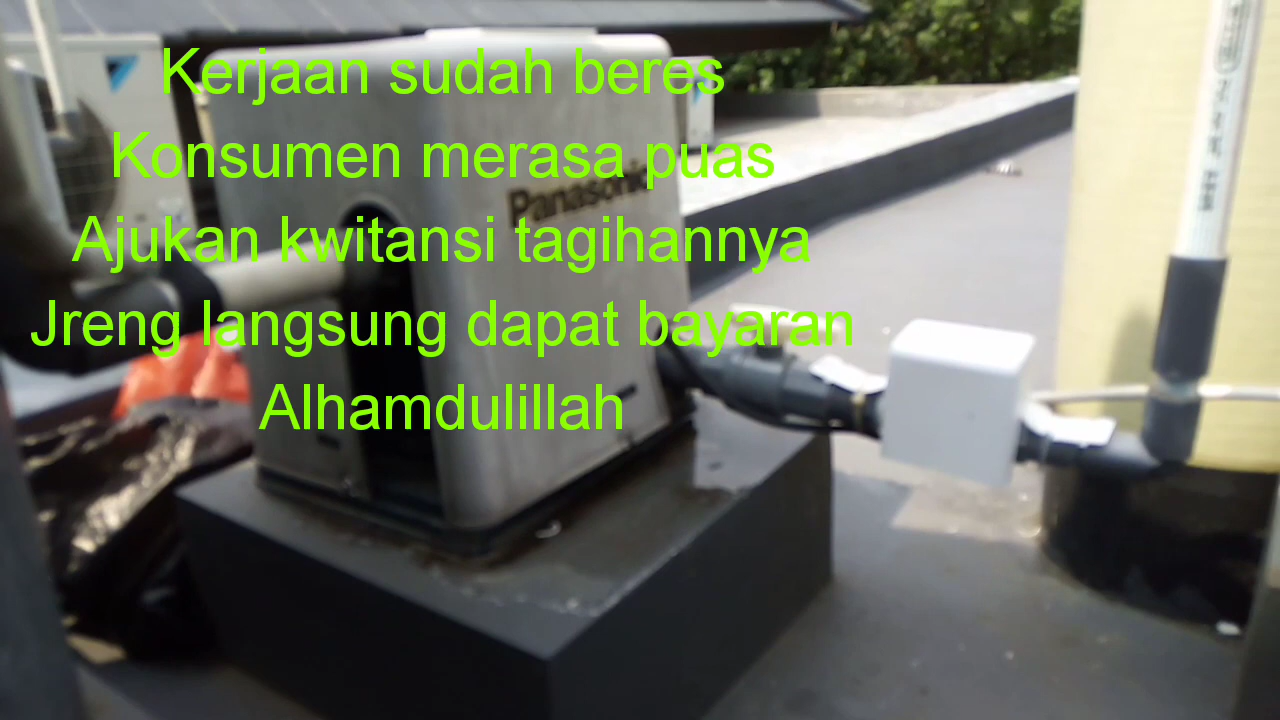 Kerjaan sudah beres
Konsumen merasa puas
Panasonic
Ajukan kwitansi tagihannya
Jreng langsung dapat bayaran
Alhamdulillah